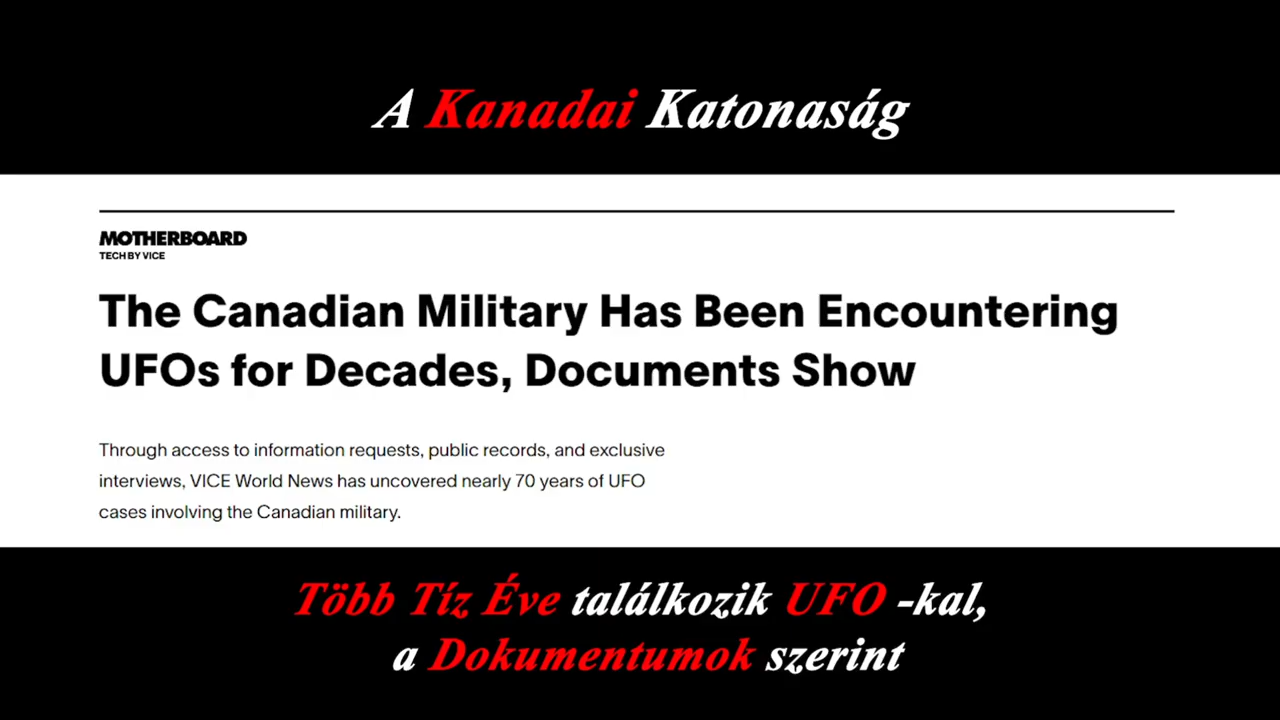 A Kanadai Katonaság
MOTHERBOARD
TECH BY VICE
The Canadian Military Has Been Encountering
UFOs for Decades, Documents Show
Through access to information requests, public records, and exclusive
interviews, VICE World News has uncovered nearly 70 years of UFO
cases involving the Canadian military.
Több Tíz Éve találkozik UFO -kal,
a Dokumentumok szerint